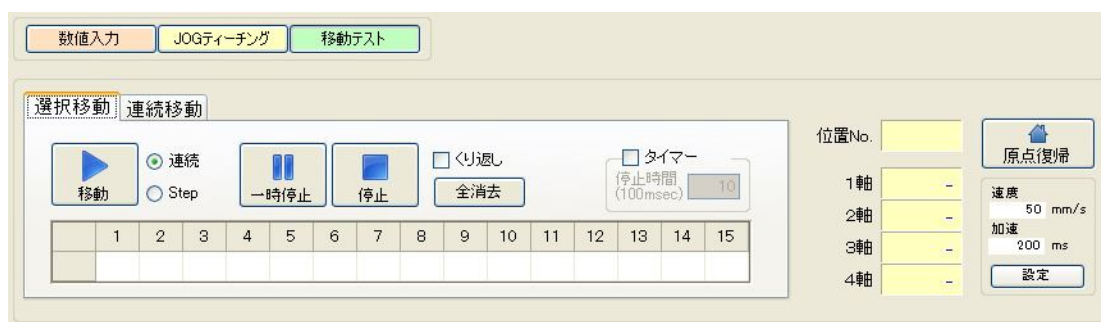 数値入力 JOGティーチング 移動テスト
選択移動 連続移動
移動
連続
Step
一時停止
停止
くり返し
全消去
タイマー
停止時間
(100msec) 10
1 2 3 4 5 6 7 8 9 10 11 12 13 14 15
位置No.
1軸 -
2軸 -
3軸 -
4軸 -
原点復帰
速度
50 mm/s
加速
200 ms
設定